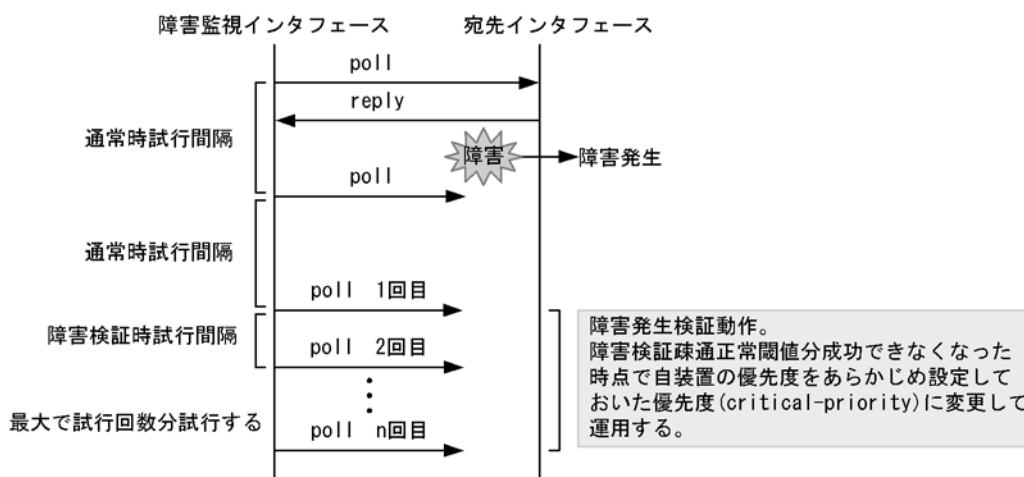 障害監視インタフェース
宛先インタフェース
poll
reply
通常時試行間隔
障害
障害発生
poll
通常時試行間隔
poll 1回目
障害検証時試行間隔
poll 2回目
最大で試行回数分試行する
poll n回目
障害発生検証動作。
障害検証疎通正常閾値分成功できなくなった
時点で自装置の優先度をあらかじめ設定して
おいた優先度(critical-priority)に変更して
運用する。